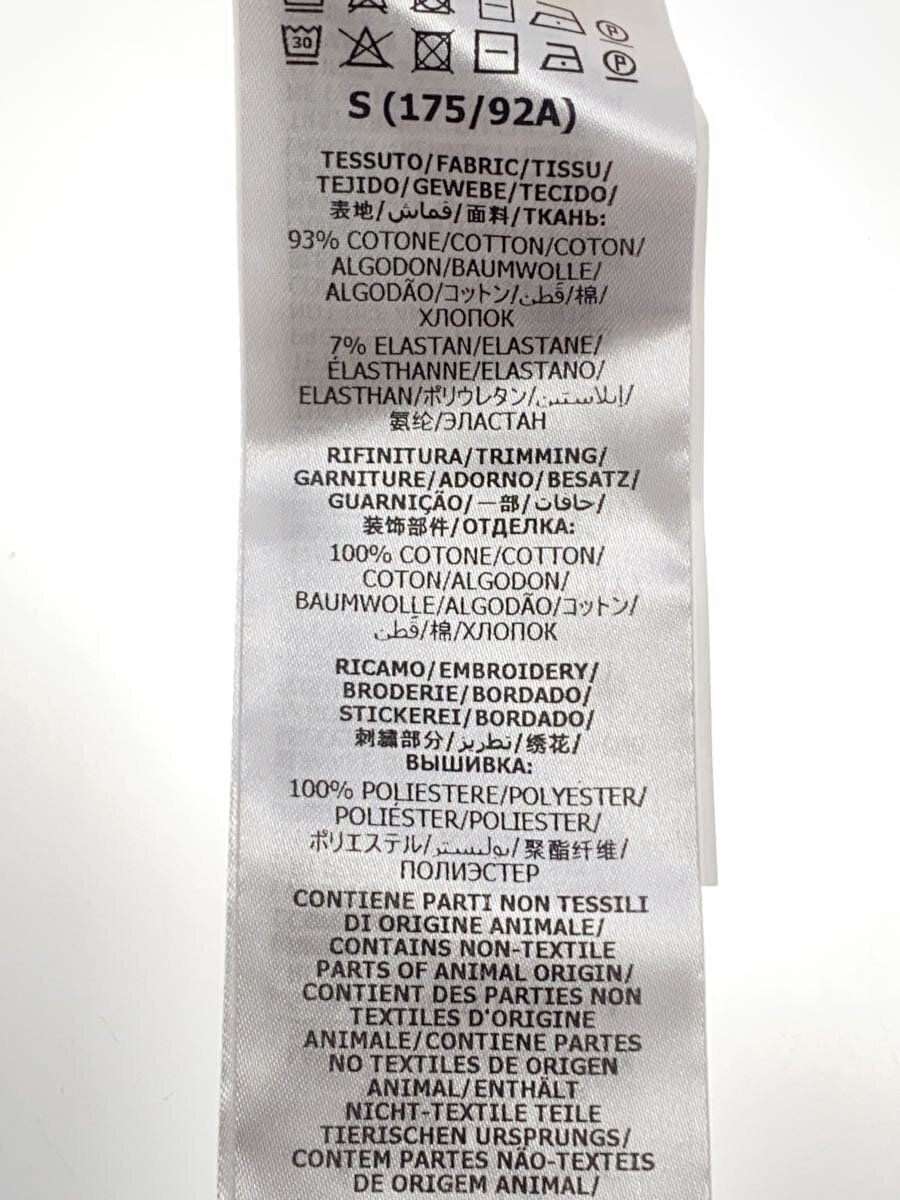 30
P
P
S (175/92A)
TESSUTO/FABRIC/TISSU/
TEJIDO/GEWEBE/TECIDO/
表地/قماش/面料/ТКАНЬ:
93% COTONE/COTTON/COTON/
ALGODON/BAUMWOLLE/
ALGODÃO/コットン/قُطن/棉/
ХЛОПОК
7% ELASTAN/ELASTANE/
ÉLASTHANNE/ELASTANO/
ELASTHAN/ポリウレタン/إيلاستين/
氨纶/ЭЛАСТАН
RIFINITURA/TRIMMING/
GARNITURE/ADORNO/BESATZ/
GUARNIÇÃO/一部/حافات/
装饰部件/ОТДЕЛКА:
100% COTONE/COTTON/
COTON/ALGODON/
BAUMWOLLE/ALGODÃO/コットン/
قُطن/棉/ХЛОПОК
RICAMO/EMBROIDERY/
BRODERIE/BORDADO/
STICKEREI/BORDADO/
刺繍部分/تطريز/绣花/
ВЫШИВКА:
100% POLIESTERE/POLYESTER/
POLIÉSTER/POLIESTER/
ポリエステル/بوليستر/聚酯纤维/
ПОЛИЭСТЕР
CONTIENE PARTI NON TESSILI
DI ORIGINE ANIMALE/
CONTAINS NON-TEXTILE
PARTS OF ANIMAL ORIGIN/
CONTIENT DES PARTIES NON
TEXTILES D'ORIGINE
ANIMALE/CONTIENE PARTES
NO TEXTILES DE ORIGEN
ANIMAL/ENTHÄLT
NICHT-TEXTILE TEILE
TIERISCHEN URSPRUNGS/
CONTEM PARTES NÃO-TEXTEIS
DE ORIGEM ANIMAL/